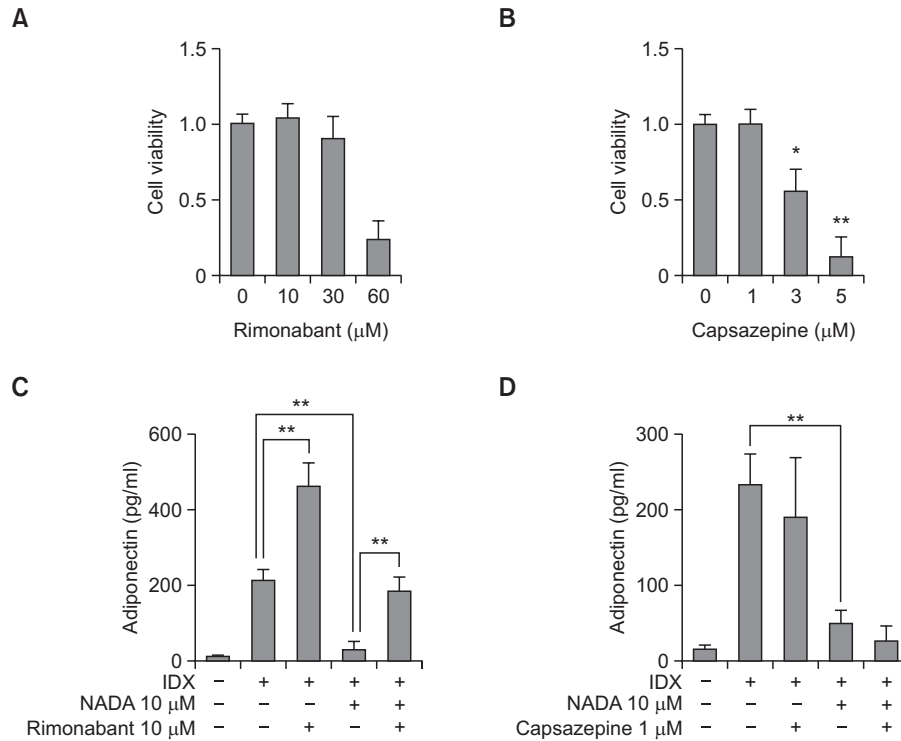 A
1.5
1.0
0.5
0
Cell viability
0 10 30 60
Rimonabant (μM)
B
1.5
1.0
0.5
0
Cell viability
*
**
0 1 3 5
Capsazepine (μM)
C
600
400
200
0
Adiponectin (pg/ml)
**
**
**
IDX – + + + +
NADA 10 μM – – – + +
Rimonabant 10 μM – – + – +
D
300
200
100
0
Adiponectin (pg/ml)
**
IDX – + + + +
NADA 10 μM – – – + +
Capsazepine 1 μM – – + – +